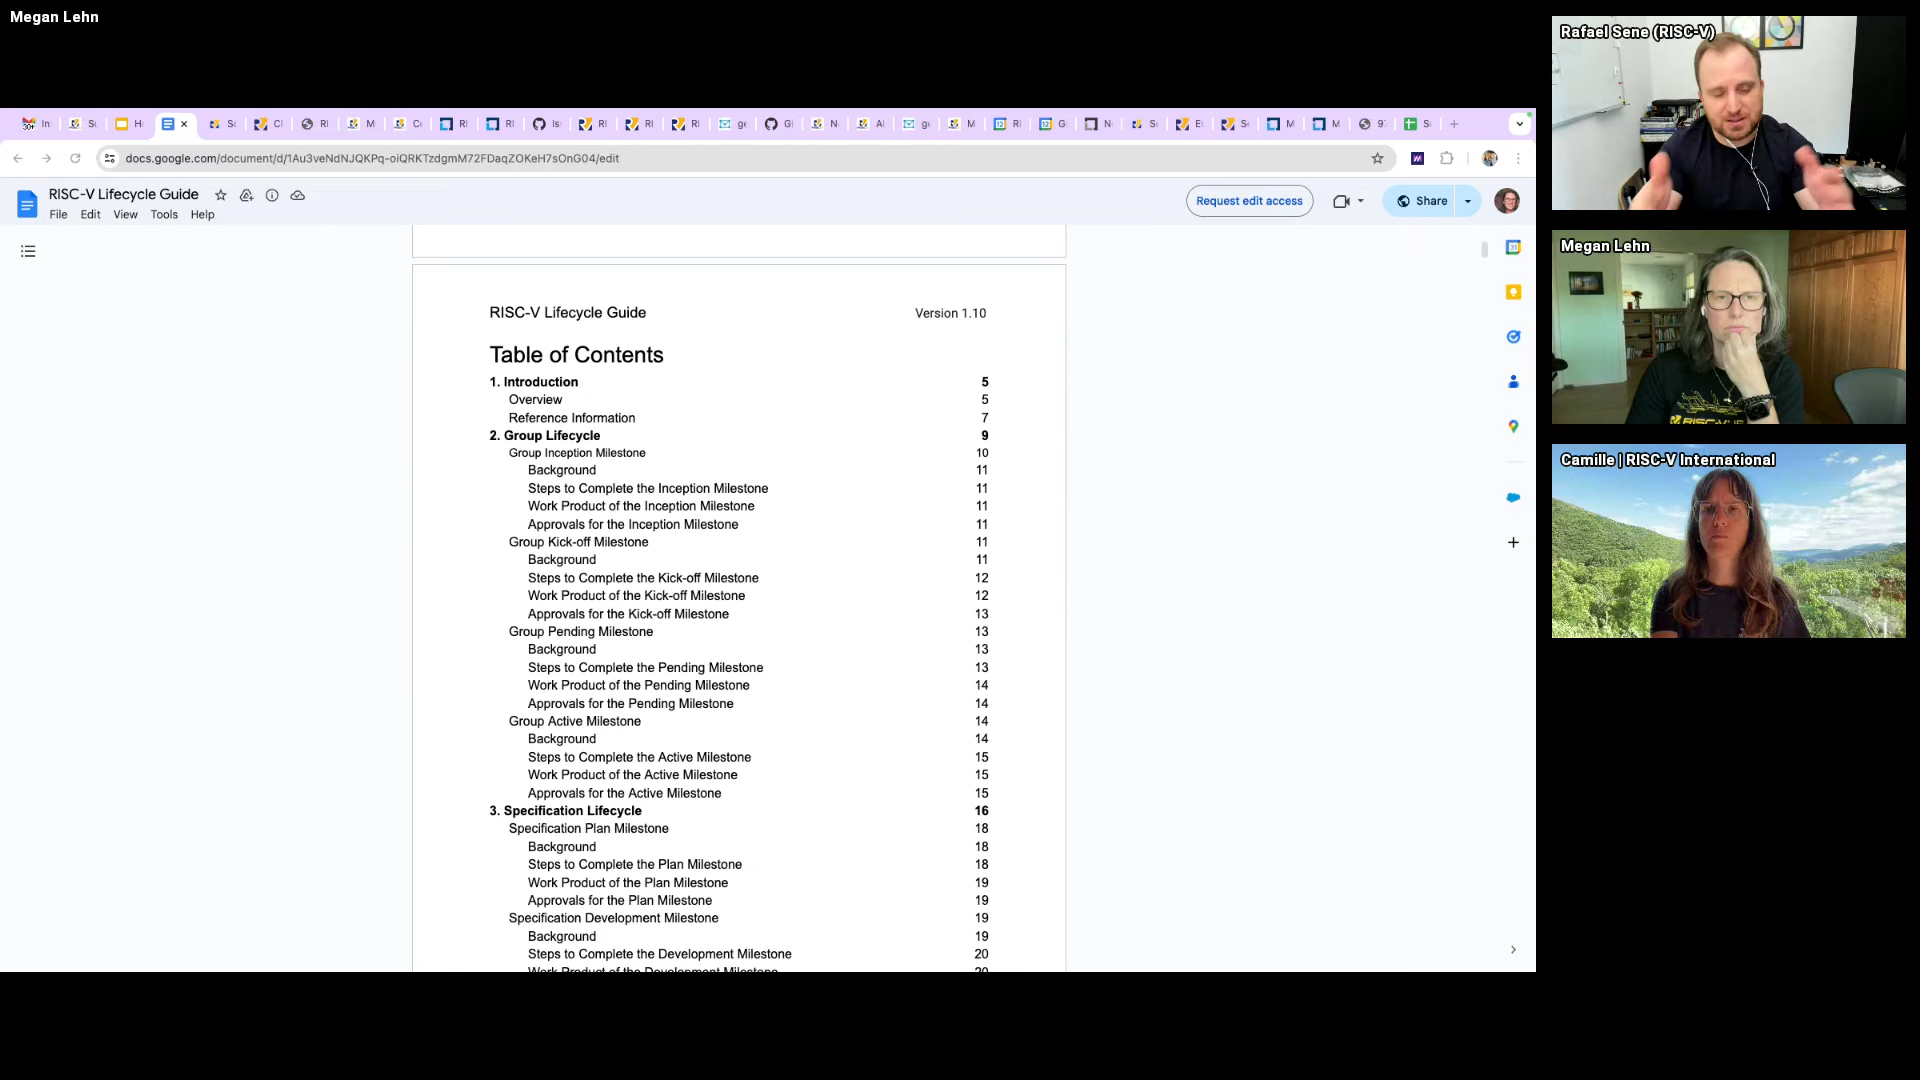 Megan Lehn
docs.google.com/document/d/1Au3veNdNJQKPq-oiQRKTzdgmM72FDaqZOKeH7sOnG04/edit
RISC-V Lifecycle Guide
File Edit View Tools Help
Request edit access
Share
RISC-V Lifecycle Guide Version 1.10
Table of Contents
1. Introduction 5
Overview 5
Reference Information 7
2. Group Lifecycle 9
Group Inception Milestone 10
Background 11
Steps to Complete the Inception Milestone 11
Work Product of the Inception Milestone 11
Approvals for the Inception Milestone 11
Group Kick-off Milestone 11
Background 11
Steps to Complete the Kick-off Milestone 12
Work Product of the Kick-off Milestone 12
Approvals for the Kick-off Milestone 13
Group Pending Milestone 13
Background 13
Steps to Complete the Pending Milestone 13
Work Product of the Pending Milestone 14
Approvals for the Pending Milestone 14
Group Active Milestone 14
Background 14
Steps to Complete the Active Milestone 15
Work Product of the Active Milestone 15
Approvals for the Active Milestone 15
3. Specification Lifecycle 16
Specification Plan Milestone 18
Background 18
Steps to Complete the Plan Milestone 18
Work Product of the Plan Milestone 19
Approvals for the Plan Milestone 19
Specification Development Milestone 19
Background 19
Steps to Complete the Development Milestone 20
Work Product of the Development Milestone 20
Rafael Sene (RISC-V)
Megan Lehn
Camille | RISC-V International